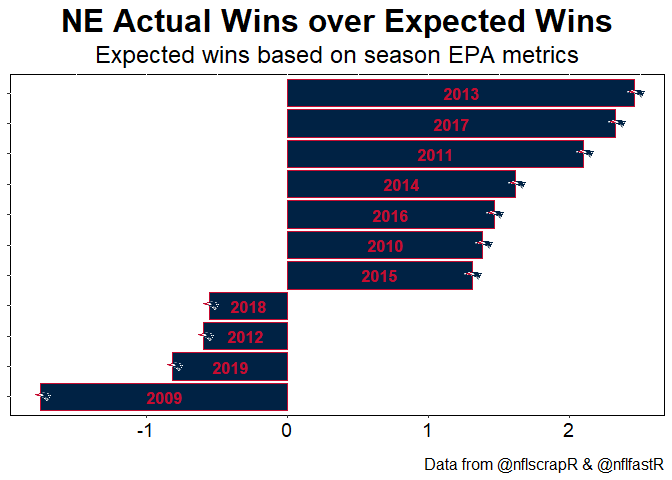 NE Actual Wins over Expected Wins
Expected wins based on season EPA metrics
2013
2017
2011
2014
2016
2010
2015
2018
2012
2019
2009
-1 0 1 2
Data from @nflscrapR & @nflfastR